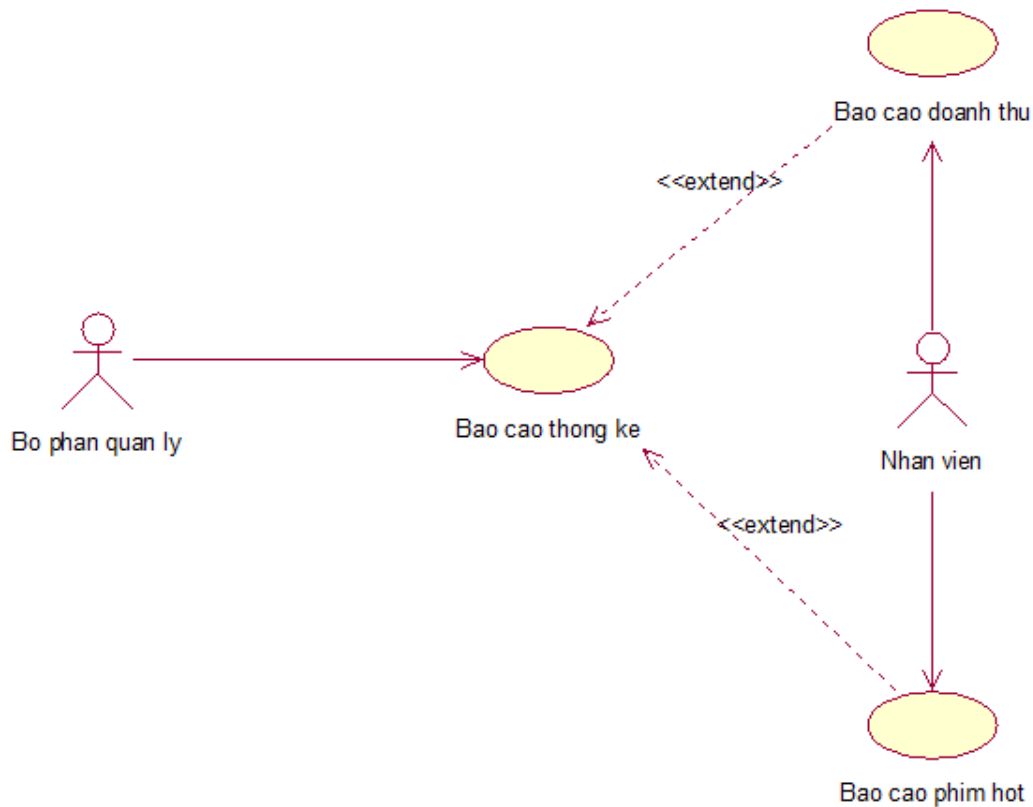 Bao cao doanh thu
<<extend>>
Bo phan quan ly
Bao cao thong ke
Nhan vien
<<extend>>
Bao cao phim hot